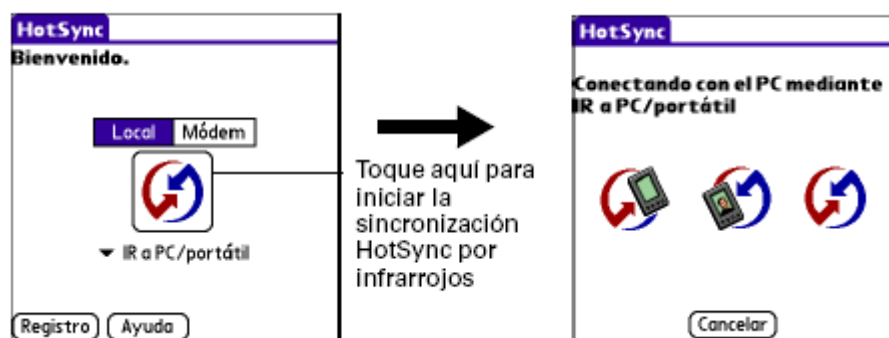 HotSync
Bienvenido.
Local Módem
IR a PC/portátil
Registro Ayuda
Toque aquí para
iniciar la
sincronización
HotSync por
infrarrojos
HotSync
Conectando con el PC mediante
IR a PC/portátil
Cancelar